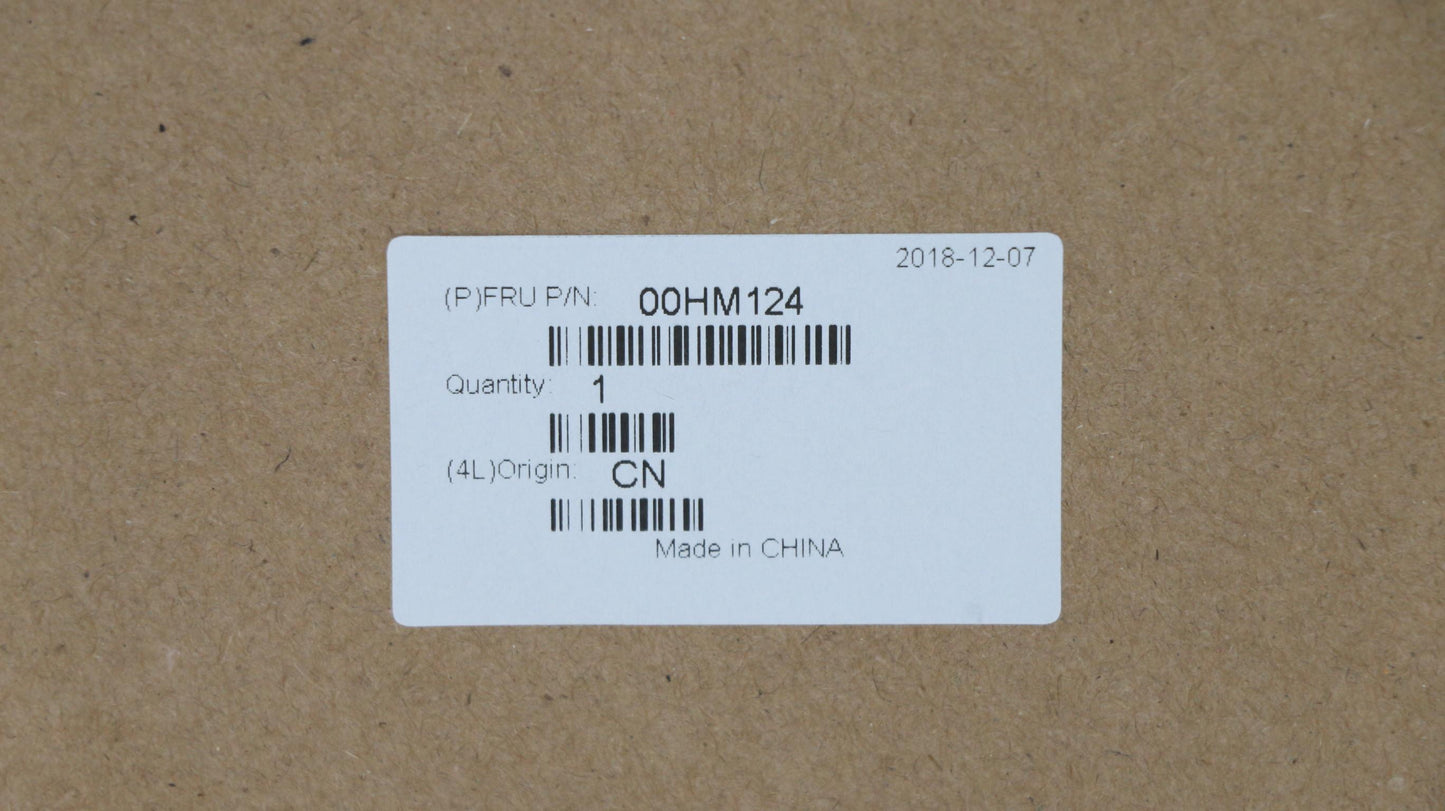 2018-12-07
(P)FRU P/N: 00HM124
Quantity: 1
(4L)Origin: CN
Made in CHINA